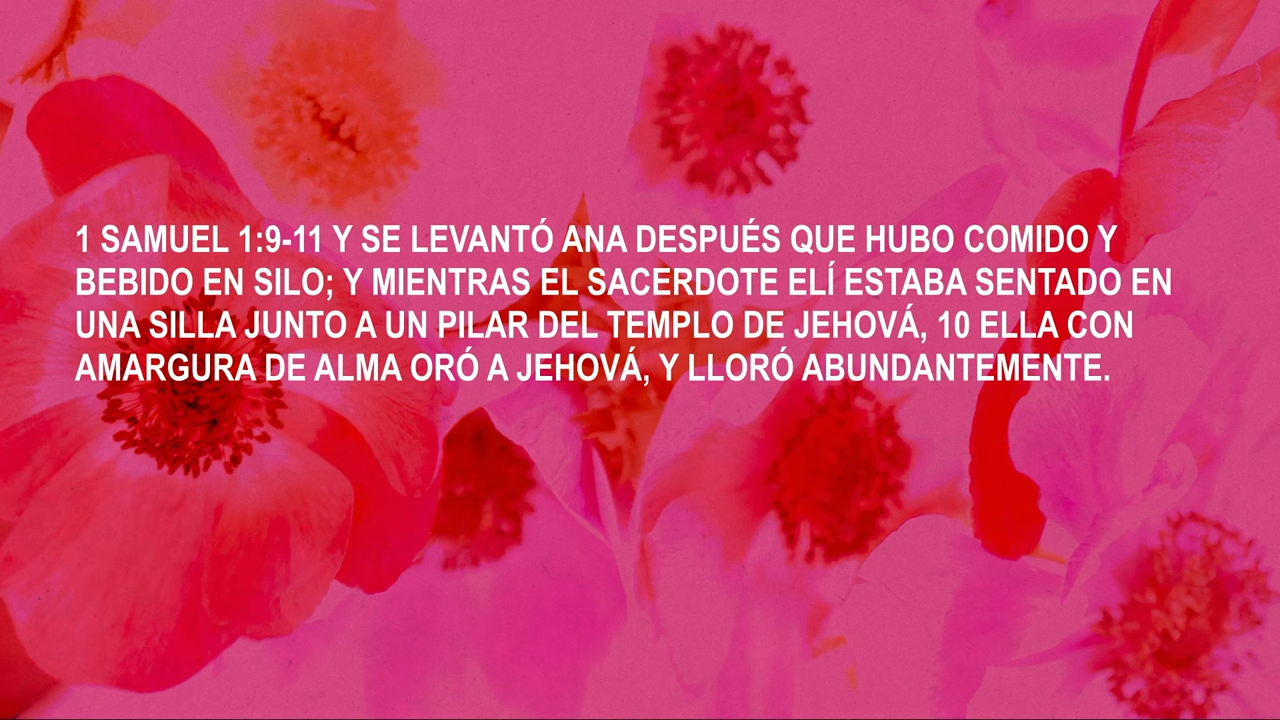 1 SAMUEL 1:9-11 Y SE LEVANTÓ ANA DESPUÉS QUE HUBO COMIDO Y
BEBIDO EN SILO; Y MIENTRAS EL SACERDOTE ELÍ ESTABA SENTADO EN
UNA SILLA JUNTO A UN PILAR DEL TEMPLO DE JEHOVÁ, 10 ELLA CON
AMARGURA DE ALMA ORÓ A JEHOVÁ, Y LLORÓ ABUNDANTEMENTE.